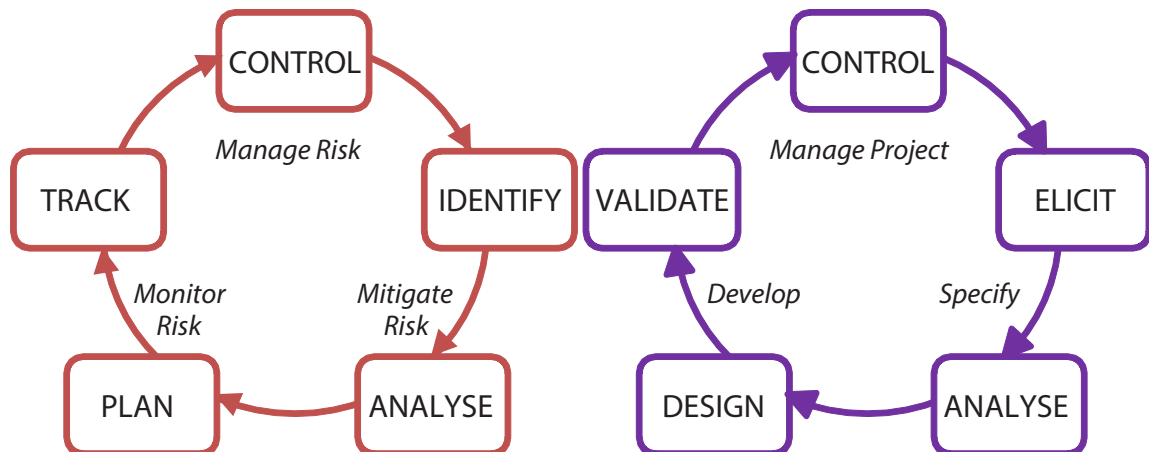 CONTROL
Manage Risk
TRACK
IDENTIFY
Monitor
Risk
Mitigate
Risk
PLAN
ANALYSE
CONTROL
Manage Project
VALIDATE
ELICIT
Develop
Specify
DESIGN
ANALYSE